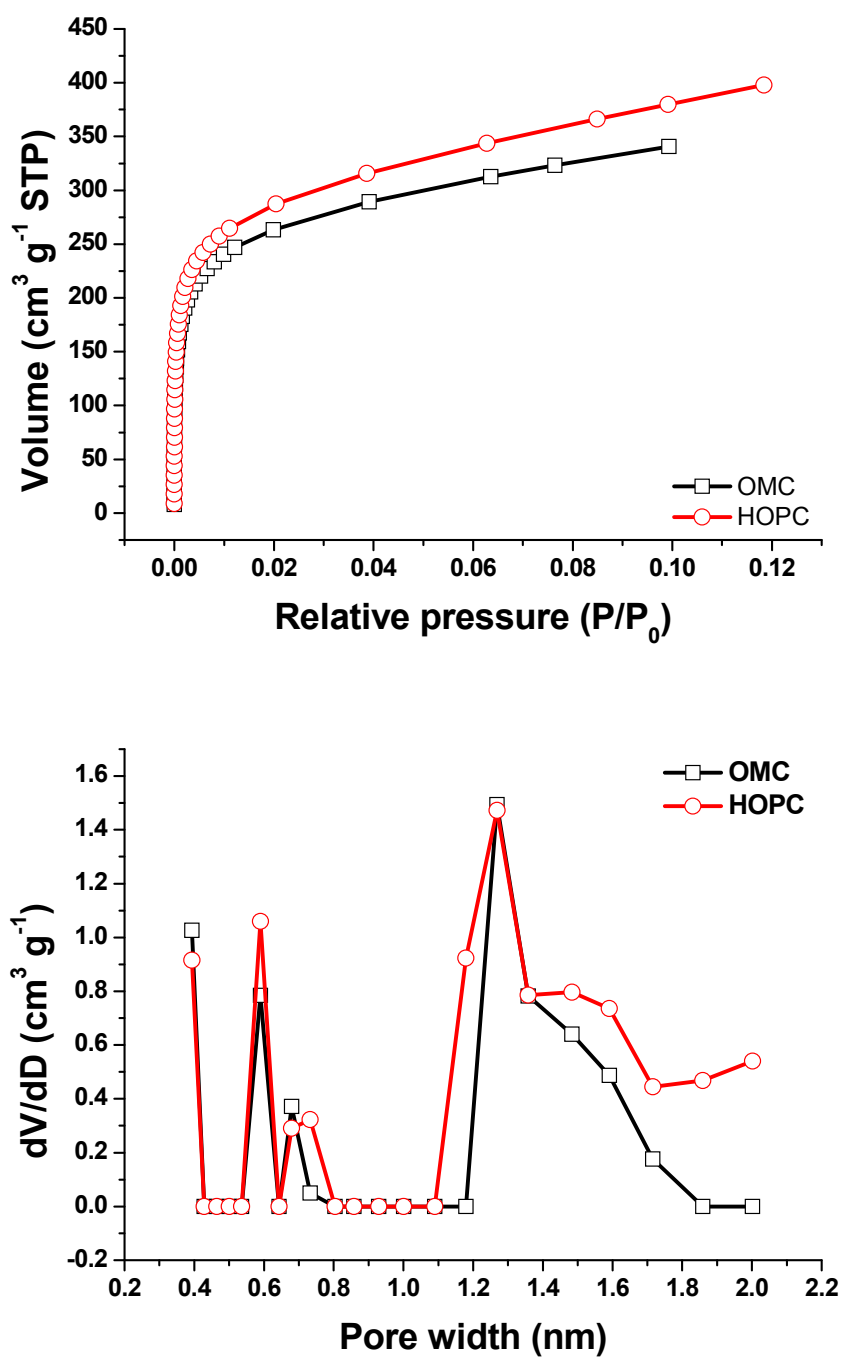 450
400
350
300
250
200
150
100
50
0
Volume (cm³ g⁻¹ STP)
OMC
HOPC
0.00 0.02 0.04 0.06 0.08 0.10 0.12
Relative pressure (P/P₀)
1.6
1.4
1.2
1.0
0.8
0.6
0.4
0.2
0.0
-0.2
dV/dD (cm³ g⁻¹)
OMC
HOPC
0.2 0.4 0.6 0.8 1.0 1.2 1.4 1.6 1.8 2.0 2.2
Pore width (nm)